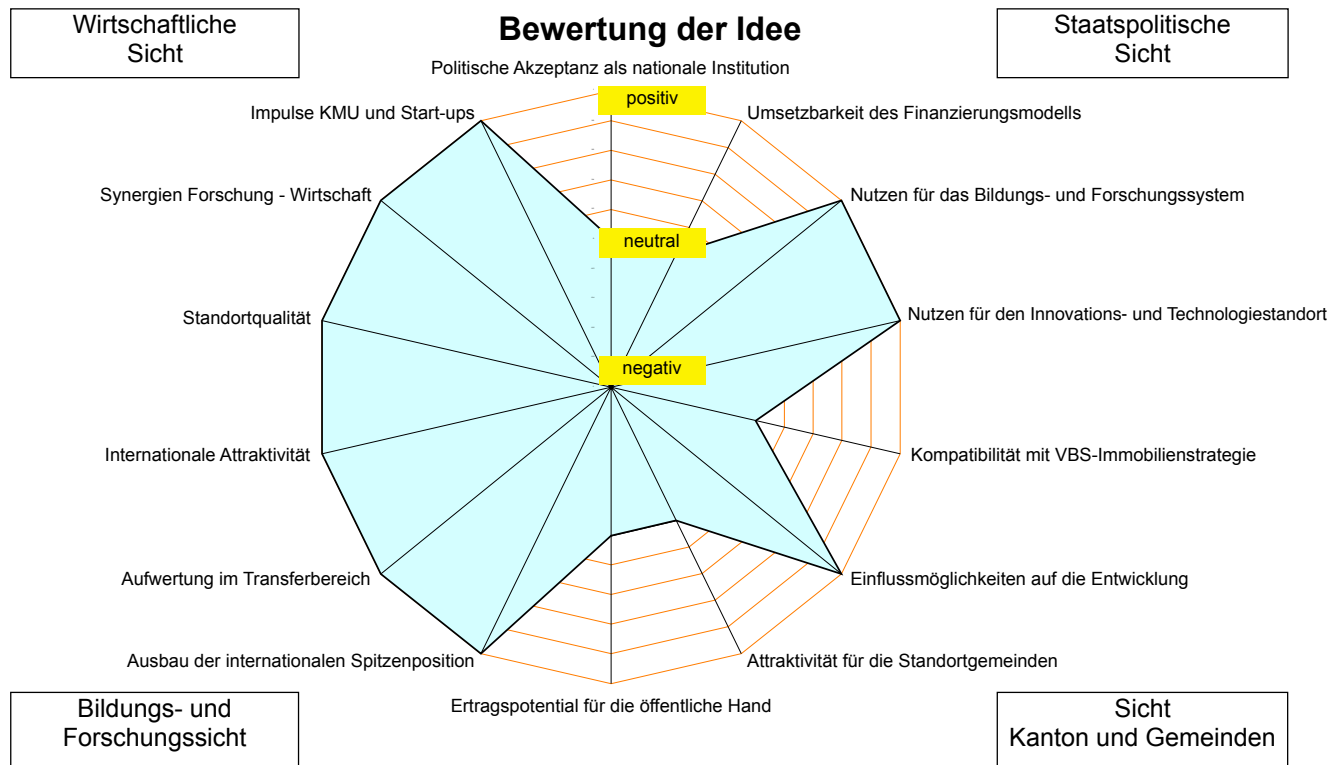 Wirtschaftliche
Sicht
Bewertung der Idee
Staatspolitische
Sicht
Politische Akzeptanz als nationale Institution
positiv
Impulse KMU und Start-ups
Umsetzbarkeit des Finanzierungsmodells
Synergien Forschung - Wirtschaft
Nutzen für das Bildungs- und Forschungssystem
neutral
Standortqualität
Nutzen für den Innovations- und Technologiestandort
negativ
Internationale Attraktivität
Kompatibilität mit VBS-Immobilienstrategie
Aufwertung im Transferbereich
Einflussmöglichkeiten auf die Entwicklung
Ausbau der internationalen Spitzenposition
Attraktivität für die Standortgemeinden
Ertragspotential für die öffentliche Hand
Bildungs- und
Forschungssicht
Sicht
Kanton und Gemeinden